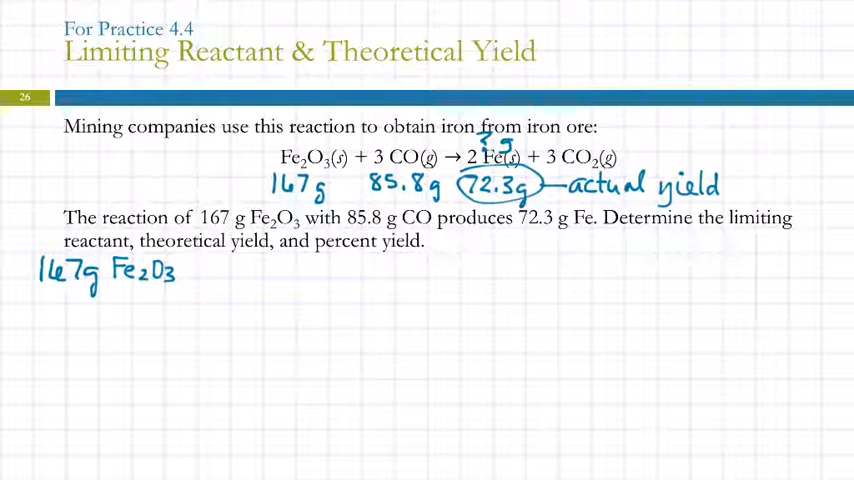 For Practice 4.4
Limiting Reactant & Theoretical Yield
26
Mining companies use this reaction to obtain iron from iron ore:
? g
Fe₂O₃(s) + 3 CO(g) → 2 Fe(s) + 3 CO₂(g)
167g 85.8g 72.3g — actual yield
The reaction of 167 g Fe₂O₃ with 85.8 g CO produces 72.3 g Fe. Determine the limiting
reactant, theoretical yield, and percent yield.
167g Fe₂O₃